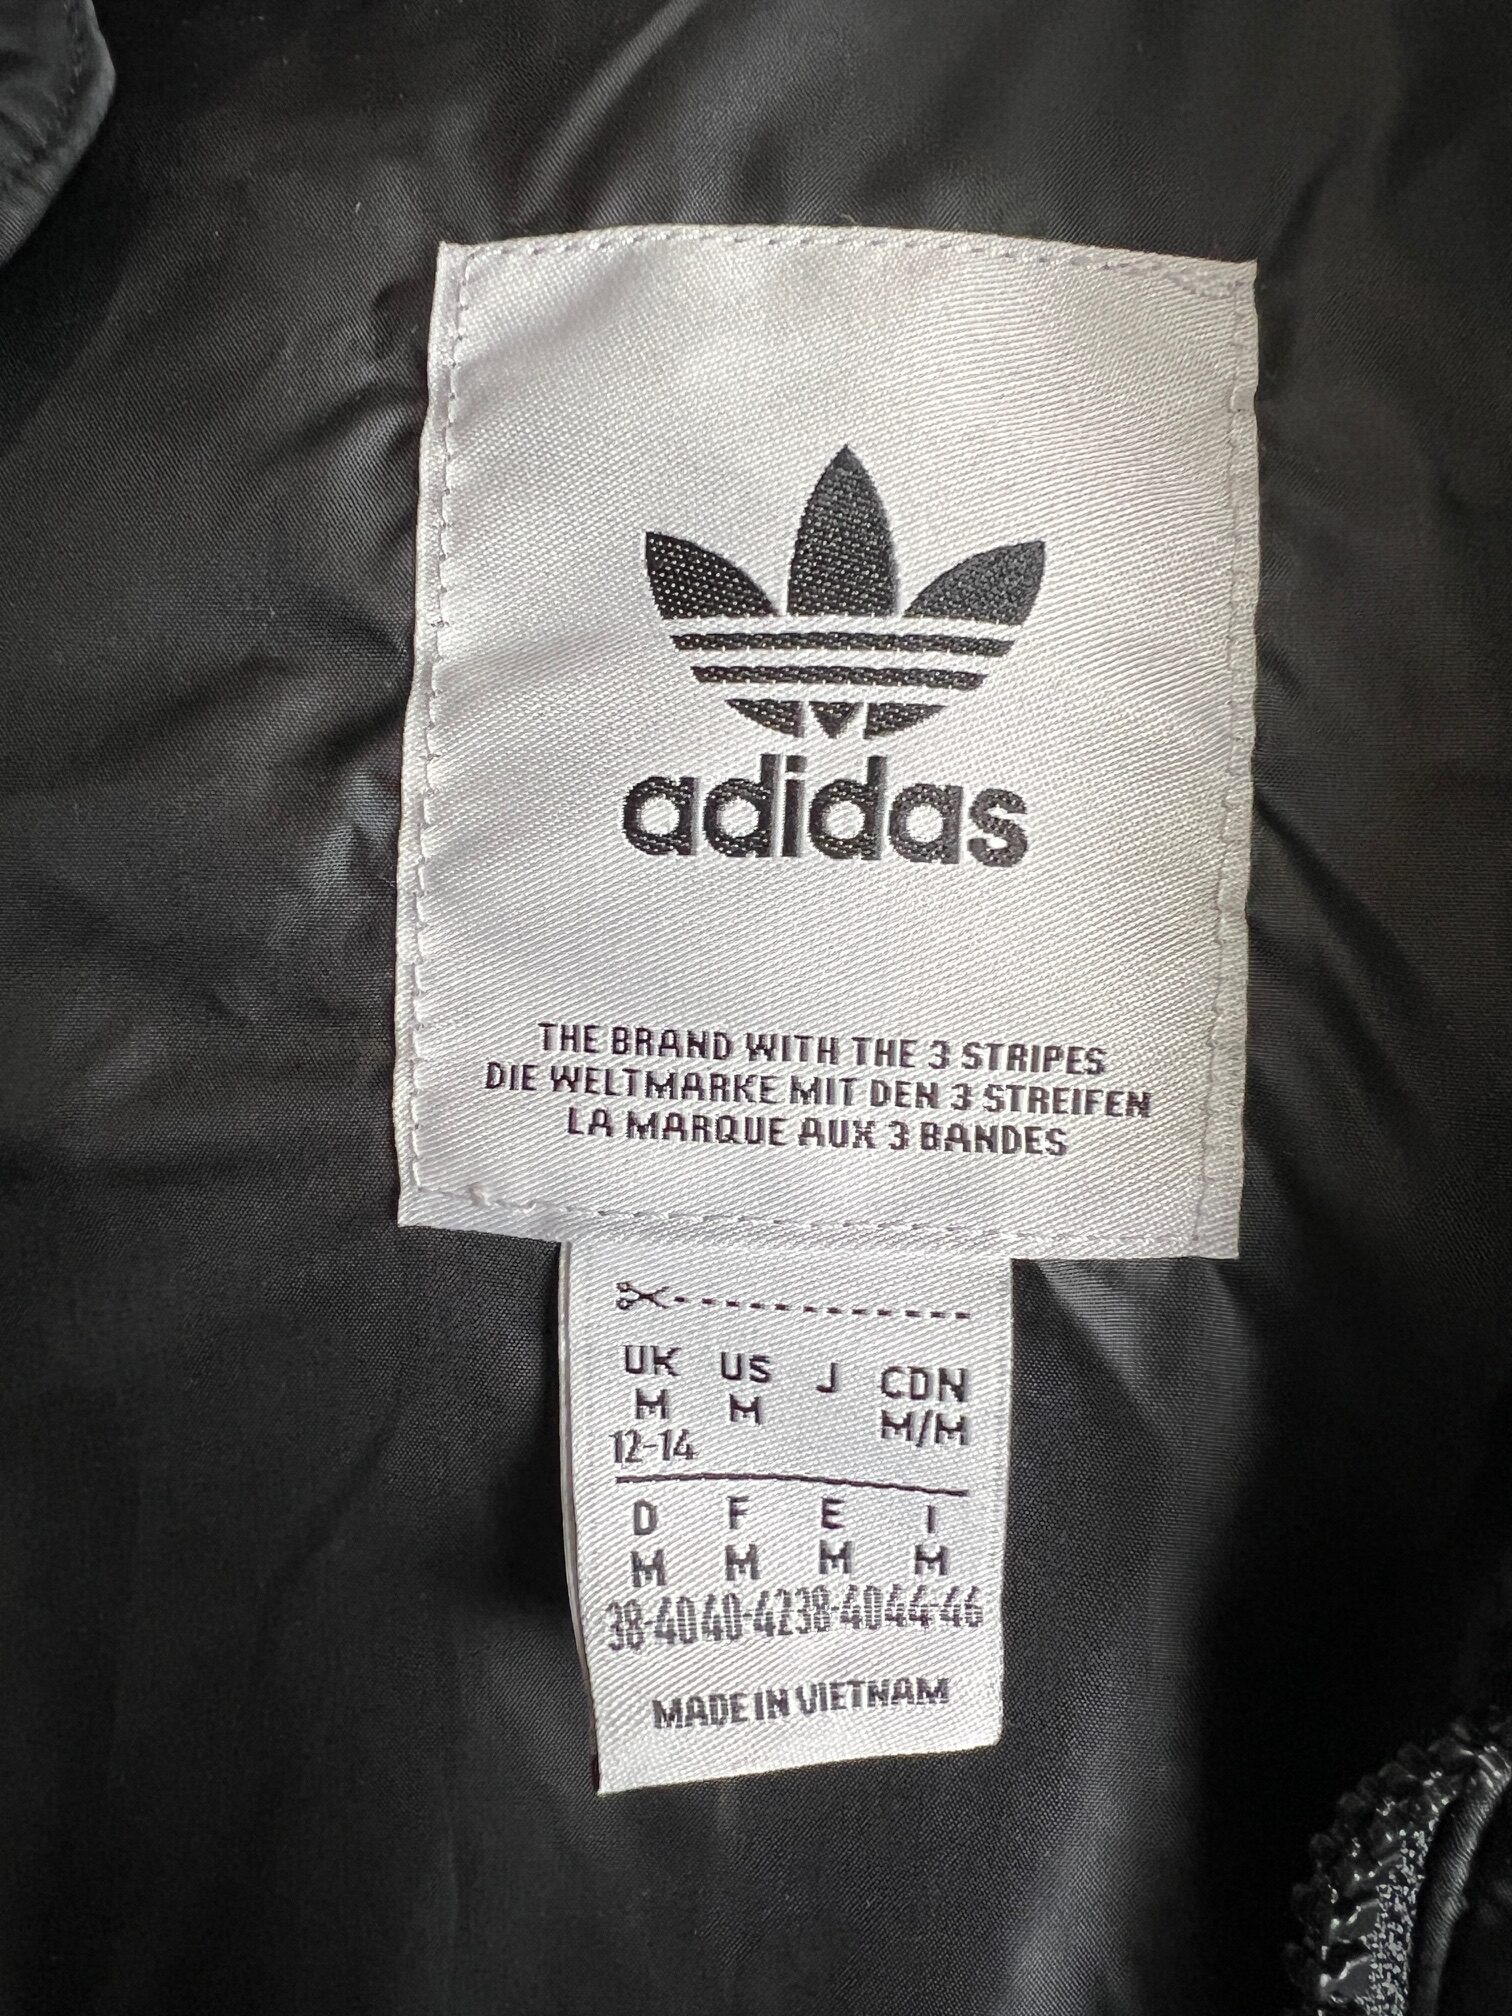 adidas
THE BRAND WITH THE 3 STRIPES
DIE WELTMARKE MIT DEN 3 STREIFEN
LA MARQUE AUX 3 BANDES
UK US J CDN
M M M/M
12-14
D F E I
M M M M
38-40 40-42 38-40 44-46
MADE IN VIETNAM